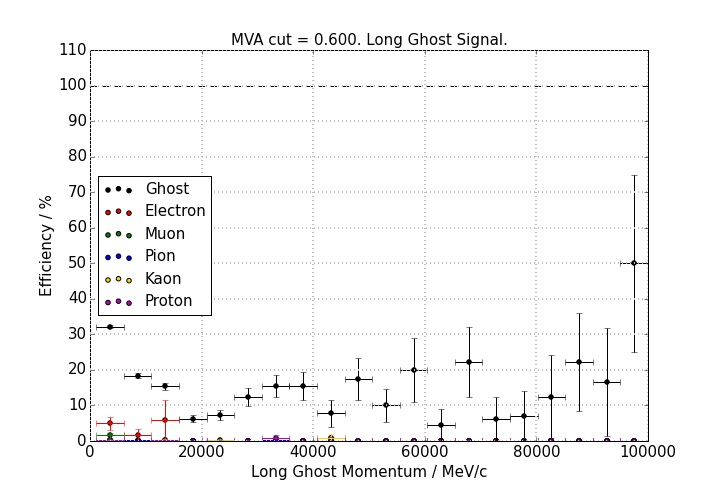 MVA cut = 0.600. Long Ghost Signal.
110
100
90
80
70
60
50
40
30
20
10
0
Efficiency / %
Ghost
Electron
Muon
Pion
Kaon
Proton
0 20000 40000 60000 80000 100000
Long Ghost Momentum / MeV/c